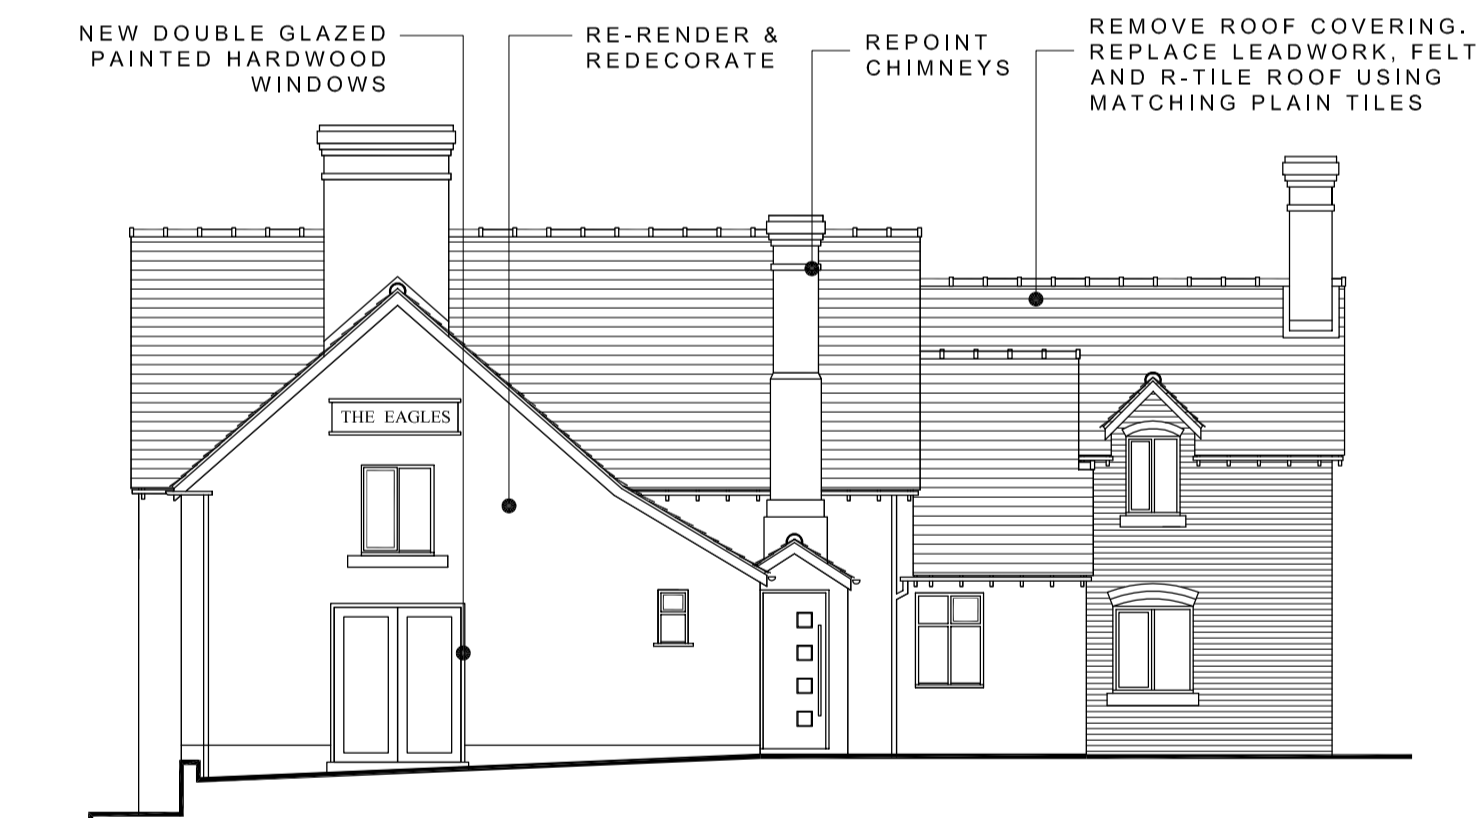 NEW DOUBLE GLAZED
PAINTED HARDWOOD
WINDOWS
RE-RENDER &
REDECORATE
REPOINT
CHIMNEYS
REMOVE ROOF COVERING.
REPLACE LEADWORK, FELT
AND R-TILE ROOF USING
MATCHING PLAIN TILES
THE EAGLES